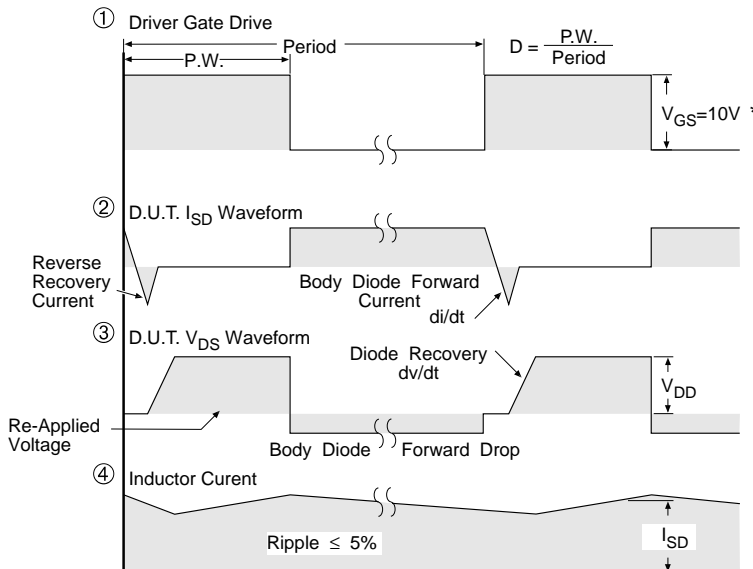 ① Driver Gate Drive
P.W.
Period
D = P.W.
Period
VGS=10V *
② D.U.T. ISD Waveform
Reverse
Recovery
Current
Body Diode Forward
Current
di/dt
③ D.U.T. VDS Waveform
Diode Recovery
dv/dt
VDD
Re-Applied
Voltage
Body Diode Forward Drop
④ Inductor Curent
Ripple ≤ 5%
ISD